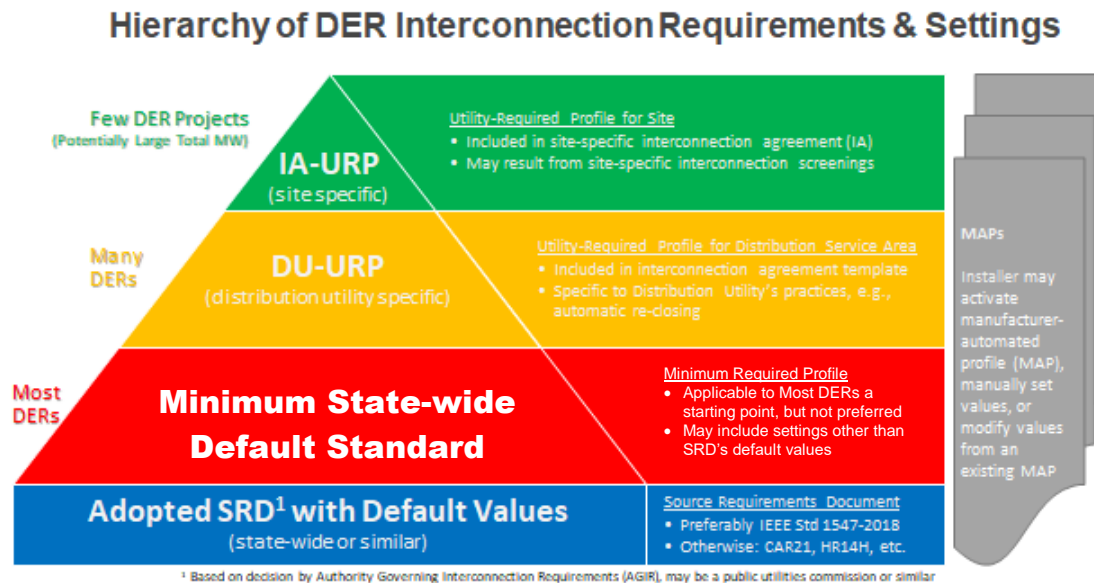 Hierarchy of DER Interconnection Requirements & Settings
Few DER Projects
(Potentially Large Total MW)
IA-URP
(site specific)
Utility-Required Profile for Site
• Included in site-specific interconnection agreement (IA)
• May result from site-specific interconnection screenings
Many
DERs
DU-URP
(distribution utility specific)
Utility-Required Profile for Distribution Service Area
• Included in interconnection agreement template
• Specific to Distribution Utility's practices, e.g.,
automatic re-closing
Most
DERs
Minimum State-wide
Default Standard
Minimum Required Profile
• Applicable to Most DERs a
starting point, but not preferred
• May include settings other than
SRD's default values
Adopted SRD¹ with Default Values
(state-wide or similar)
Source Requirements Document
• Preferably IEEE Std 1547-2018
• Otherwise: CAR21, HR14H, etc.
MAPs
Installer may
activate
manufacturer-
automated
profile (MAP),
manually set
values, or
modify values
from an
existing MAP
¹ Based on decision by Authority Governing Interconnection Requirements (AGIR), may be a public utilities commission or similar